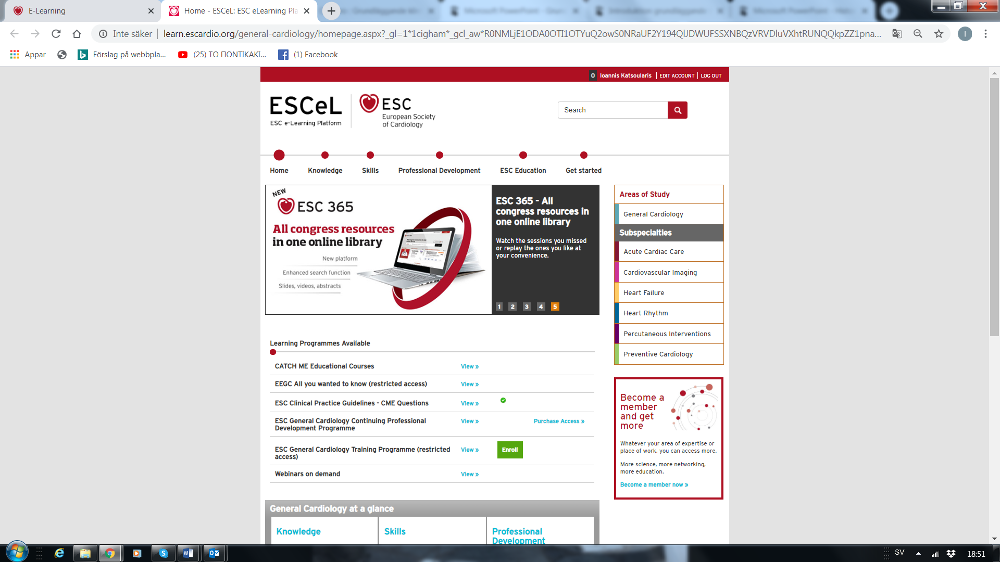 E-Learning
Home - ESCeL: ESC eLearning Pla
Inte säker
learn.escardio.org/general-cardiology/homepage.aspx?_gl=1*1cigham*_gcl_aw*R0NMLjE1ODA0OTI1OTYuQ2owS0NRaUF2Y194QlJDWUFSSXNBQzVRVDluVXhtRUNQQkpZZ1pna...
Appar
Förslag på webbpla...
(25) ΤΟ ΠΟΝΤΙΚΑΚΙ...
(1) Facebook
0 Ioannis Katsoularis | EDIT ACCOUNT | LOG OUT
ESCeL
ESC e-Learning Platform
ESC
European Society
of Cardiology
Search
Home Knowledge Skills Professional Development ESC Education Get started
NEW
ESC 365
All congress resources
in one online library
New platform
Enhanced search function
Slides, videos, abstracts
ESC 365 - All
congress resources in
one online library
Watch the sessions you missed
or replay the ones you like at
your convenience.
1 2 3 4 5
Areas of Study
General Cardiology
Subspecialties
Acute Cardiac Care
Cardiovascular Imaging
Heart Failure
Heart Rhythm
Percutaneous Interventions
Preventive Cardiology
Learning Programmes Available
CATCH ME Educational Courses View »
EEGC All you wanted to know (restricted access) View »
ESC Clinical Practice Guidelines - CME Questions View »
ESC General Cardiology Continuing Professional
Development Programme View » Purchase Access »
ESC General Cardiology Training Programme (restricted
access) View » Enroll
Webinars on demand View »
Become a
member
and get
more
Whatever your area of expertise or
place of work, you can access more.
More science, more networking,
more education.
Become a member now »
General Cardiology at a glance
Knowledge
Skills
Professional
Development
SV
18:51